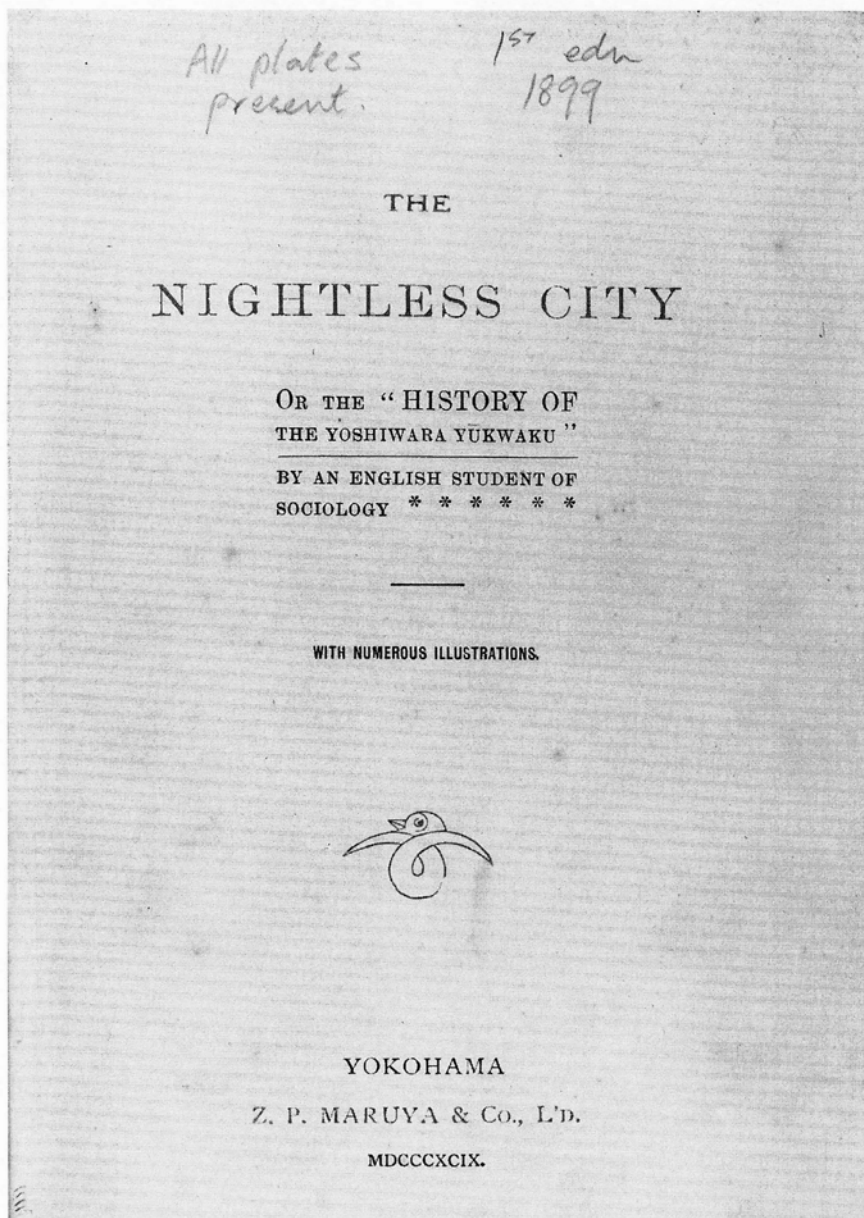 All plates
present.
1ST edn
1899
THE
NIGHTLESS CITY
OR THE “HISTORY OF
THE YOSHIWARA YŪKWAKU”
BY AN ENGLISH STUDENT OF
SOCIOLOGY * * * * * *
WITH NUMEROUS ILLUSTRATIONS.
YOKOHAMA
Z. P. MARUYA & Co., L'D.
MDCCCXCIX.